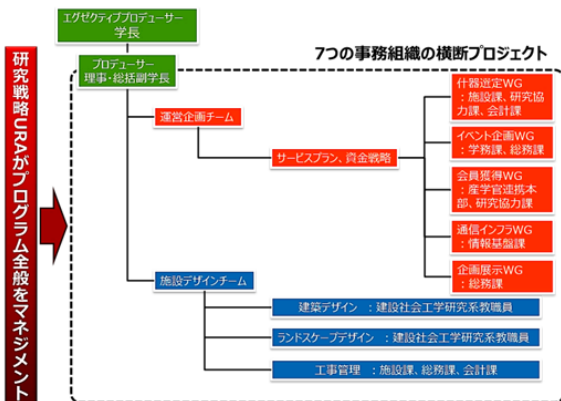 エグゼクティブプロデューサー
学長
7つの事務組織の横断プロジェクト
プロデューサー
理事・総括副学長
研究戦略URAがプログラム全般をマネジメント
運営企画チーム
サービスプラン、資金戦略
什器選定WG
：施設課、研究協
力課、会計課
イベント企画WG
：学務課、総務課
会員獲得WG
：産学官連携本
部、研究協力課
通信インフラWG
：情報基盤課
企画展示WG
：総務課
施設デザインチーム
建築デザイン ：建設社会工学研究系教職員
ランドスケープデザイン ：建設社会工学研究系教職員
工事管理 ：施設課、総務課、会計課